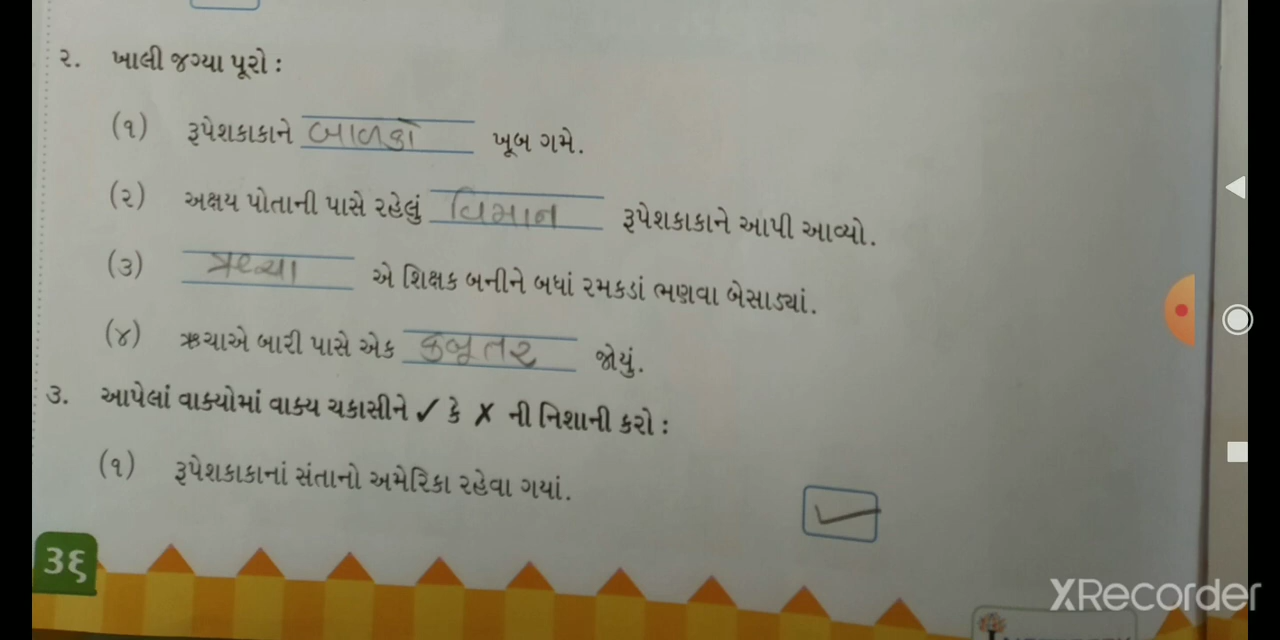 ૨. ખાલી જગ્યા પૂરો :
(૧) રૂપેશકાકાને બાળકો ખૂબ ગમે.
(૨) અક્ષય પોતાની પાસે રહેલું વિમાન રૂપેશકાકાને આપી આવ્યો.
(૩) ઋચા એ શિક્ષક બનીને બધાં રમકડાં ભણવા બેસાડ્યાં.
(૪) ઋચાએ બારી પાસે એક કબૂતર જોયું.
૩. આપેલાં વાક્યોમાં વાક્ય ચકાસીને ✓ કે ✗ ની નિશાની કરો :
(૧) રૂપેશકાકાનાં સંતાનો અમેરિકા રહેવા ગયાં. ✓
૩૬
XRecorder